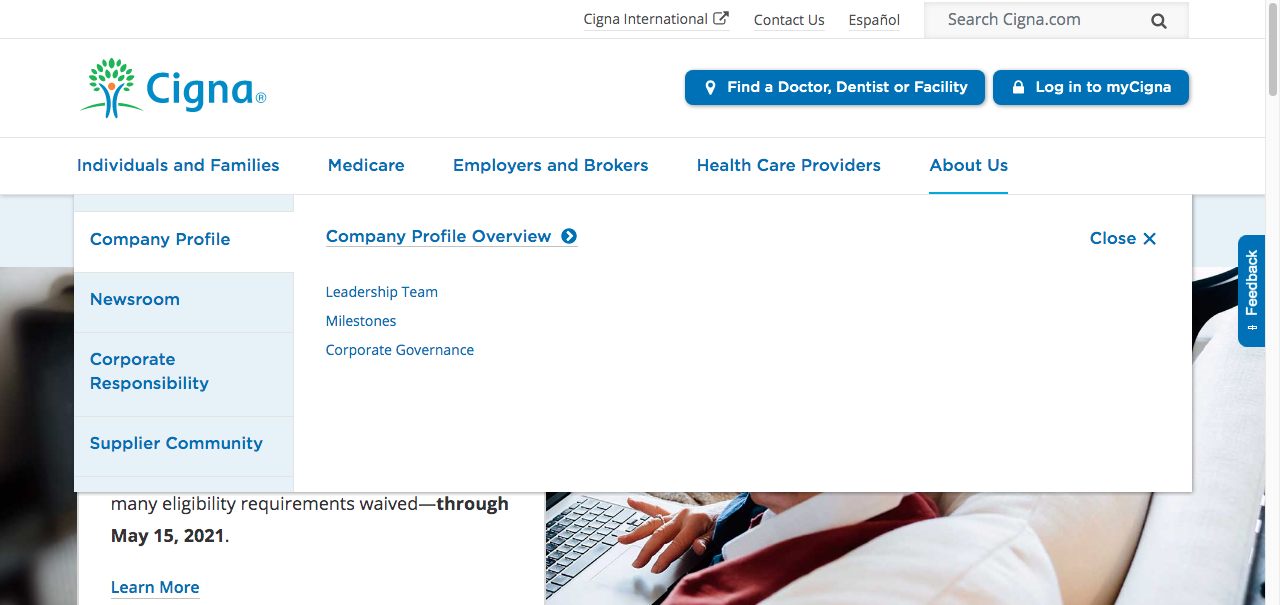 Cigna International
Contact Us
Español
Search Cigna.com
Cigna®
Find a Doctor, Dentist or Facility
Log in to myCigna
Individuals and Families
Medicare
Employers and Brokers
Health Care Providers
About Us
Company Profile
Newsroom
Corporate
Responsibility
Supplier Community
Company Profile Overview
Close
Leadership Team
Milestones
Corporate Governance
Feedback
many eligibility requirements waived—through
May 15, 2021.
Learn More